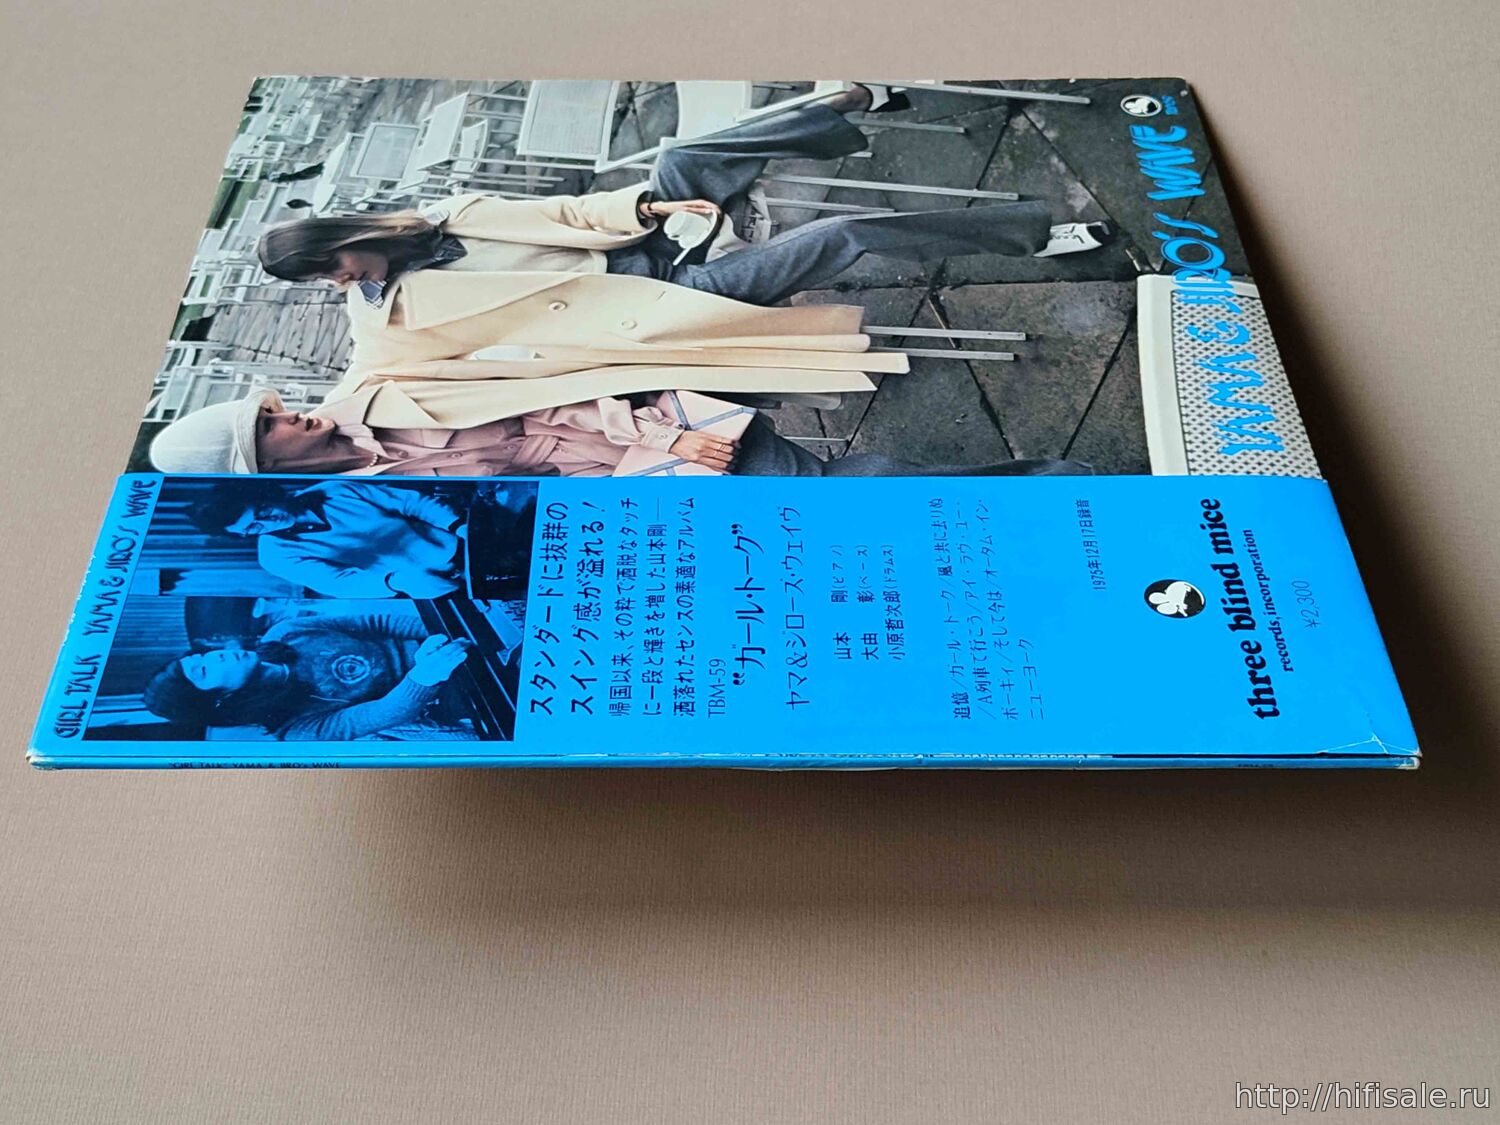 YAMA & JIRO'S WAVE
GIRL TALK YAMA & JIRO'S WAVE
スタンダードに抜群の
スイング感が溢れる!
帰国以来、その粋で洒脱なタッチ
に一段と輝きを増した山本剛——
洒落れたセンスの素適なアルバム
TBM-59
“ガール・トーク”
ヤマ&ジローズ・ウェイヴ
山本 剛(ピアノ)
大由 彰(ベース)
小原哲次郎(ドラムス)
追憶/ガール・トーク/風と共に去りぬ
/A列車で行こう/アイ・ラヴ・ユー・
ポーギィ/そして今は/オータム・イン・
ニューヨーク
1975年12月17日録音
three blind mice
records, incorporation
¥2,300
"GIRL TALK" YAMA & JIRO's WAVE
http://hifisale.ru